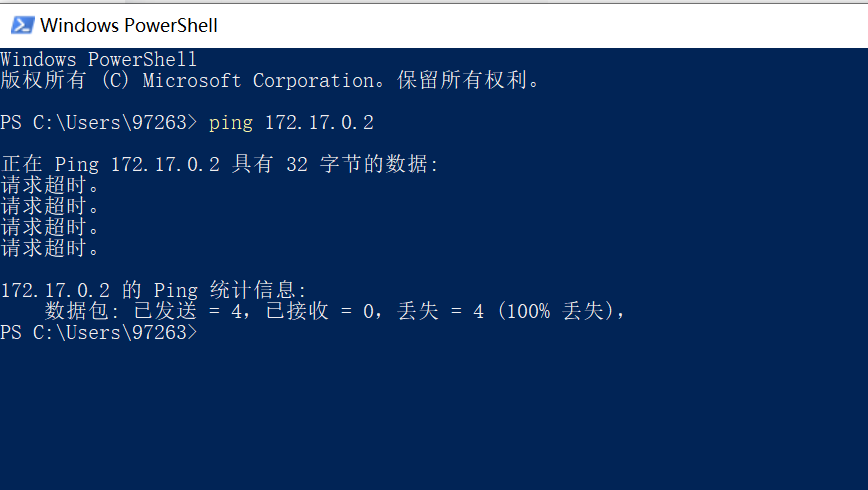 Windows PowerShell
Windows PowerShell
版权所有 (C) Microsoft Corporation。保留所有权利。
PS C:\Users\97263> ping 172.17.0.2
正在 Ping 172.17.0.2 具有 32 字节的数据:
请求超时。
请求超时。
请求超时。
请求超时。
172.17.0.2 的 Ping 统计信息:
数据包: 已发送 = 4，已接收 = 0，丢失 = 4 (100% 丢失)，
PS C:\Users\97263>